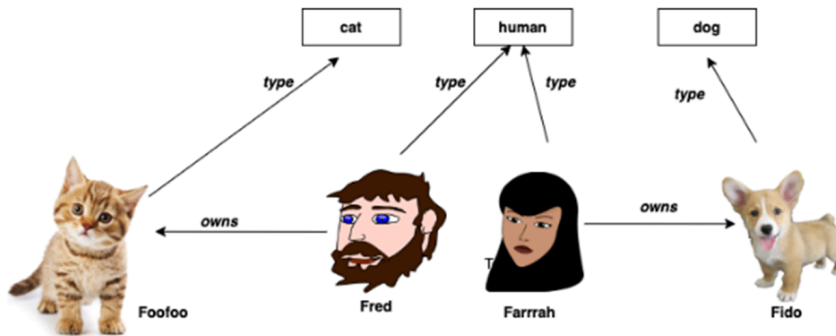 cat
human
dog
type
type
type
type
owns
owns
T
Foofoo
Fred
Farrrah
Fido